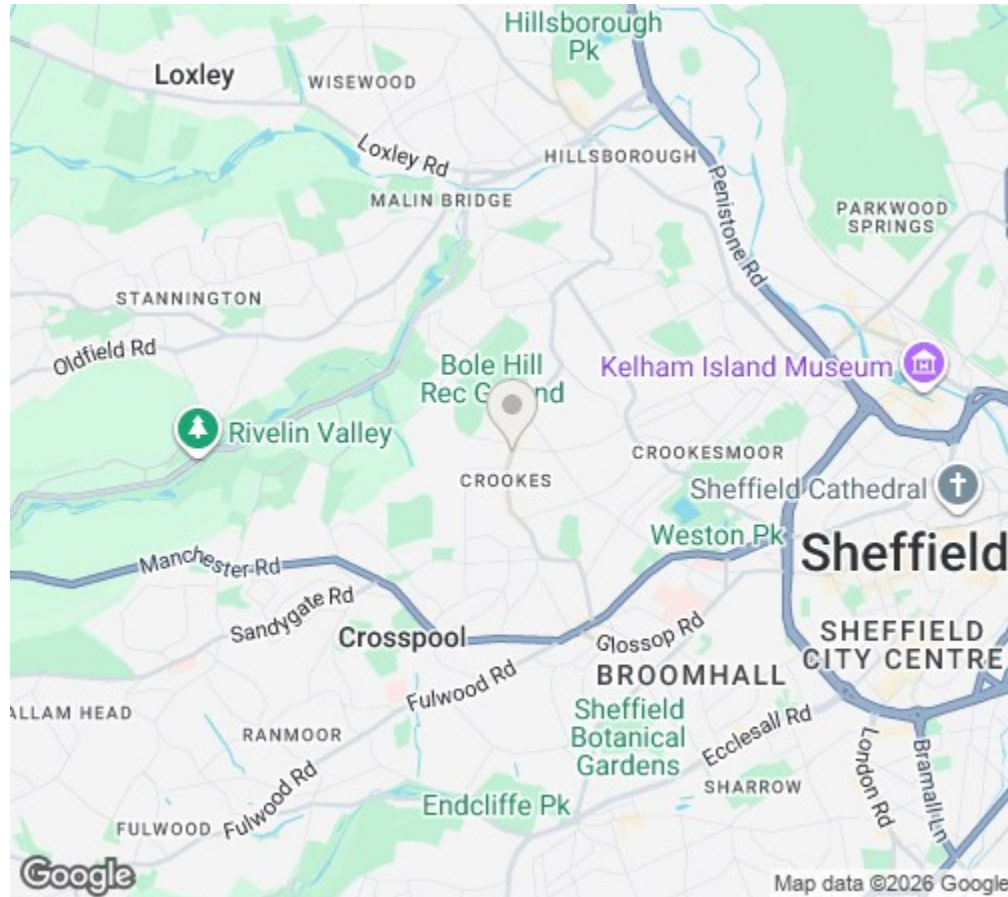 Hillsborough
Pk
Loxley
WISEWOOD
Loxley Rd
HILLSBOROUGH
MALIN BRIDGE
Penistone Rd
PARKWOOD
SPRINGS
STANNINGTON
Oldfield Rd
Bole Hill
Rec G nd
Kelham Island Museum
Rivelin Valley
CROOKESMOOR
CROOKES
Sheffield Cathedral
Weston Pk
Sheffield
Manchester Rd
Sandygate Rd
Crosspool
Glossop Rd
SHEFFIELD
CITY CENTRE
BROOMHALL
Fulwood Rd
ALLAM HEAD
RANMOOR
Sheffield
Botanical
Gardens
Ecclesall Rd
London Rd
Bramall Ln
SHARROW
Endcliffe Pk
Fulwood Rd
FULWOOD
Google
Map data ©2026 Google